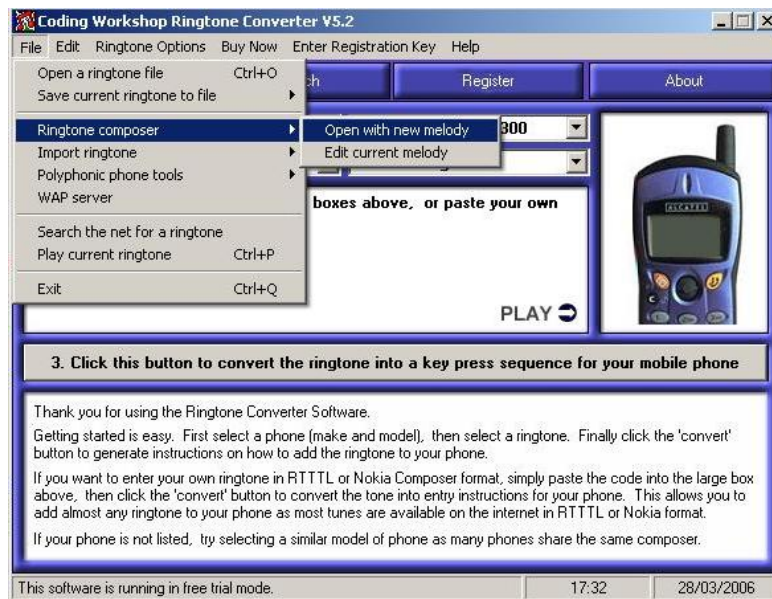 Coding Workshop Ringtone Converter V5.2
File Edit Ringtone Options Buy Now Enter Registration Key Help
Register About
Open a ringtone file Ctrl+O
Save current ringtone to file
Ringtone composer
Import ringtone
Polyphonic phone tools
WAP server
Search the net for a ringtone
Play current ringtone Ctrl+P
Exit Ctrl+Q
Open with new melody
Edit current melody
300
boxes above, or paste your own
ALCATEL
PLAY
3. Click this button to convert the ringtone into a key press sequence for your mobile phone
Thank you for using the Ringtone Converter Software.
Getting started is easy. First select a phone (make and model), then select a ringtone. Finally click the 'convert'
button to generate instructions on how to add the ringtone to your phone.
If you want to enter your own ringtone in RTTTL or Nokia Composer format, simply paste the code into the large box
above, then click the 'convert' button to convert the tone into entry instructions for your phone. This allows you to
add almost any ringtone to your phone as most tunes are available on the internet in RTTTL or Nokia format.
If your phone is not listed, try selecting a similar model of phone as many phones share the same composer.
This software is running in free trial mode. 17:32 28/03/2006